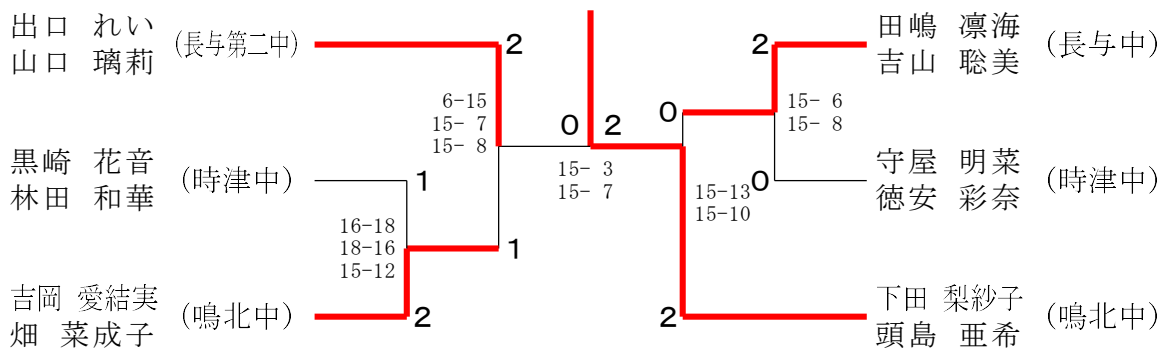 出口 れい
山口 璃莉
(長与第二中)
2
6-15
15- 7
15- 8
黒崎 花音
林田 和華
(時津中)
1
16-18
18-16
15-12
1
吉岡 愛結実
畑 菜成子
(鳴北中)
2
0 2
15- 3
15- 7
田嶋 凛海
吉山 聡美
(長与中)
2
0
15- 6
15- 8
守屋 明菜
徳安 彩奈
(時津中)
0
15-13
15-10
下田 梨紗子
頭島 亜希
(鳴北中)
2